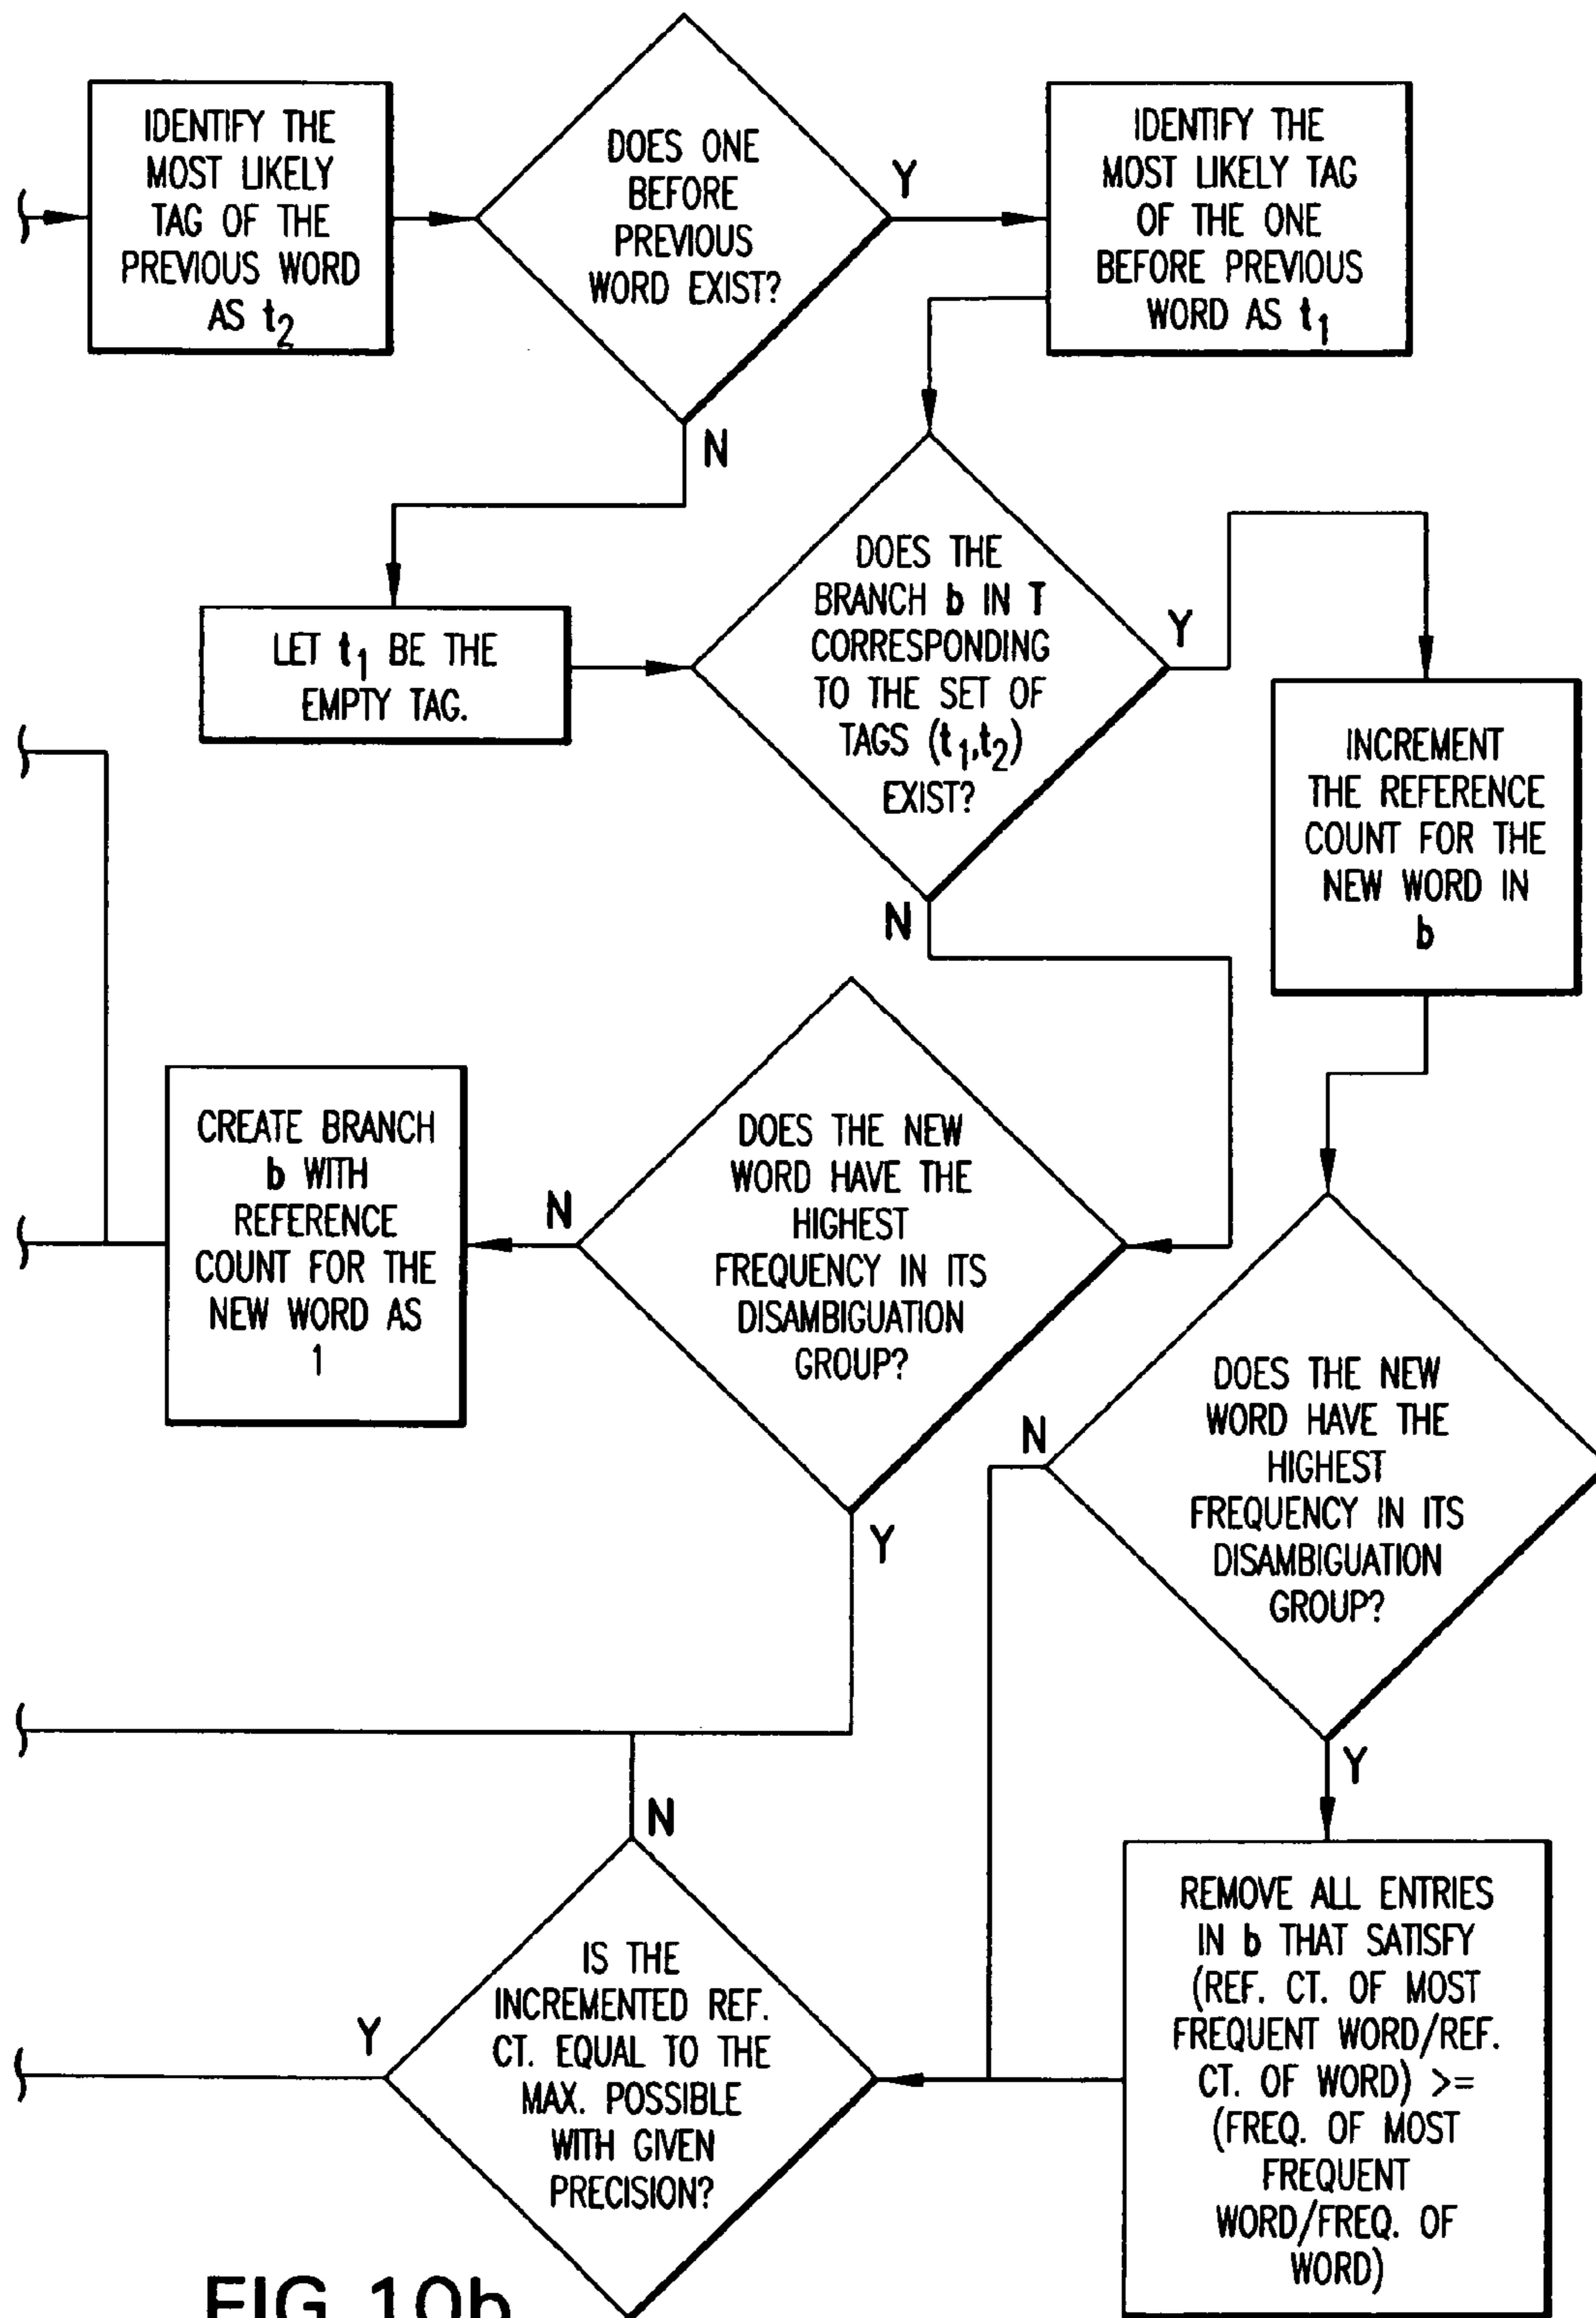 IDENTIFY THE
MOST LIKELY
TAG OF THE
PREVIOUS WORD
AS t2
DOES ONE
BEFORE
PREVIOUS
WORD EXIST?
Y
N
IDENTIFY THE
MOST LIKELY TAG
OF THE ONE
BEFORE PREVIOUS
WORD AS t1
LET t1 BE THE
EMPTY TAG.
DOES THE
BRANCH b IN T
CORRESPONDING
TO THE SET OF
TAGS (t1,t2)
EXIST?
Y
N
INCREMENT
THE REFERENCE
COUNT FOR THE
NEW WORD IN
b
CREATE BRANCH
b WITH
REFERENCE
COUNT FOR THE
NEW WORD AS
1
N
DOES THE NEW
WORD HAVE THE
HIGHEST
FREQUENCY IN ITS
DISAMBIGUATION
GROUP?
Y
N
DOES THE NEW
WORD HAVE THE
HIGHEST
FREQUENCY IN ITS
DISAMBIGUATION
GROUP?
Y
N
IS THE
INCREMENTED REF.
CT. EQUAL TO THE
MAX. POSSIBLE
WITH GIVEN
PRECISION?
Y
REMOVE ALL ENTRIES
IN b THAT SATISFY
(REF. CT. OF MOST
FREQUENT WORD/REF.
CT. OF WORD) >=
(FREQ. OF MOST
FREQUENT
WORD/FREQ. OF
WORD)
FIG 10b